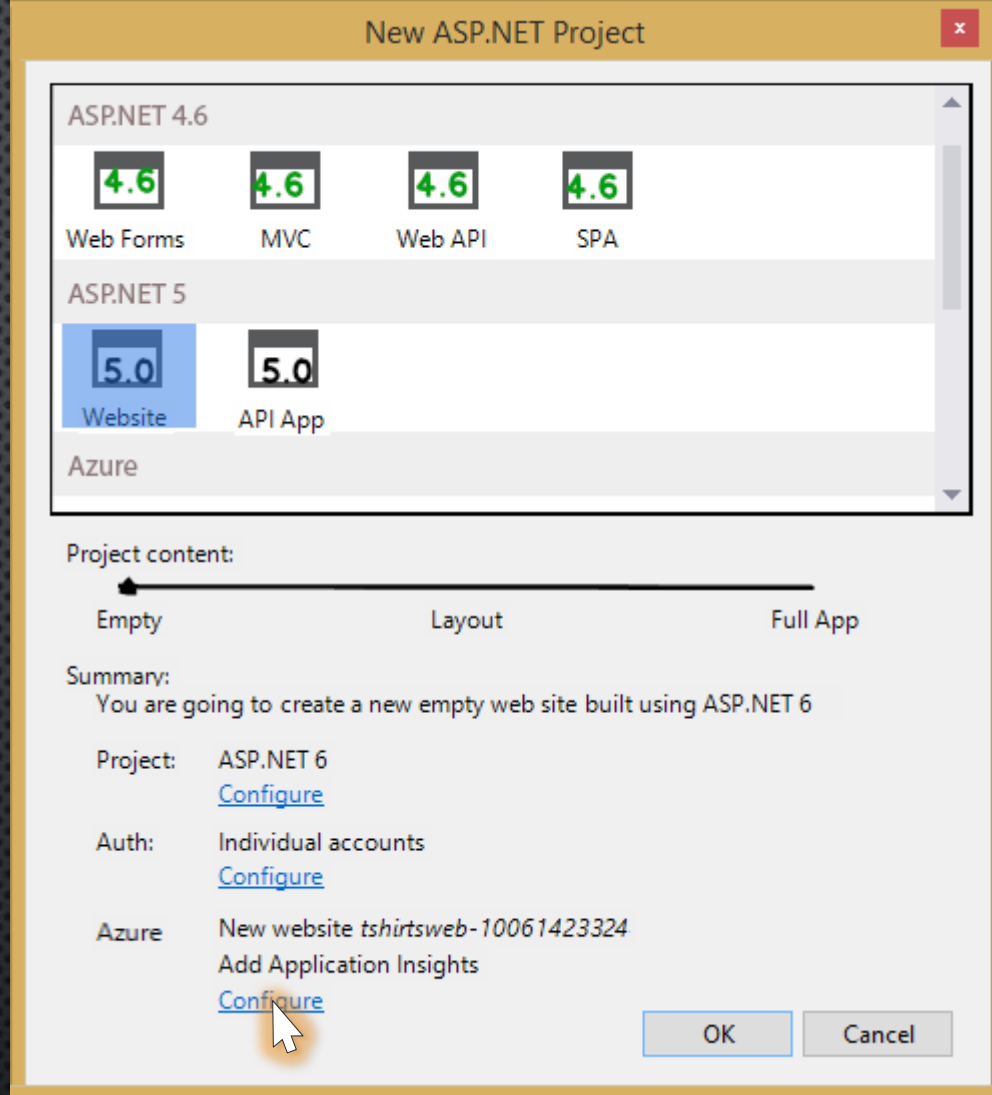 New ASP.NET Project
x
ASP.NET 4.6
4.6 4.6 4.6 4.6
Web Forms MVC Web API SPA
ASP.NET 5
5.0 5.0
Website API App
Azure
Project content:
Empty Layout Full App
Summary:
You are going to create a new empty web site built using ASP.NET 6
Project: ASP.NET 6
Configure
Auth: Individual accounts
Configure
Azure New website tshirtsweb-10061423324
Add Application Insights
Configure
OK Cancel